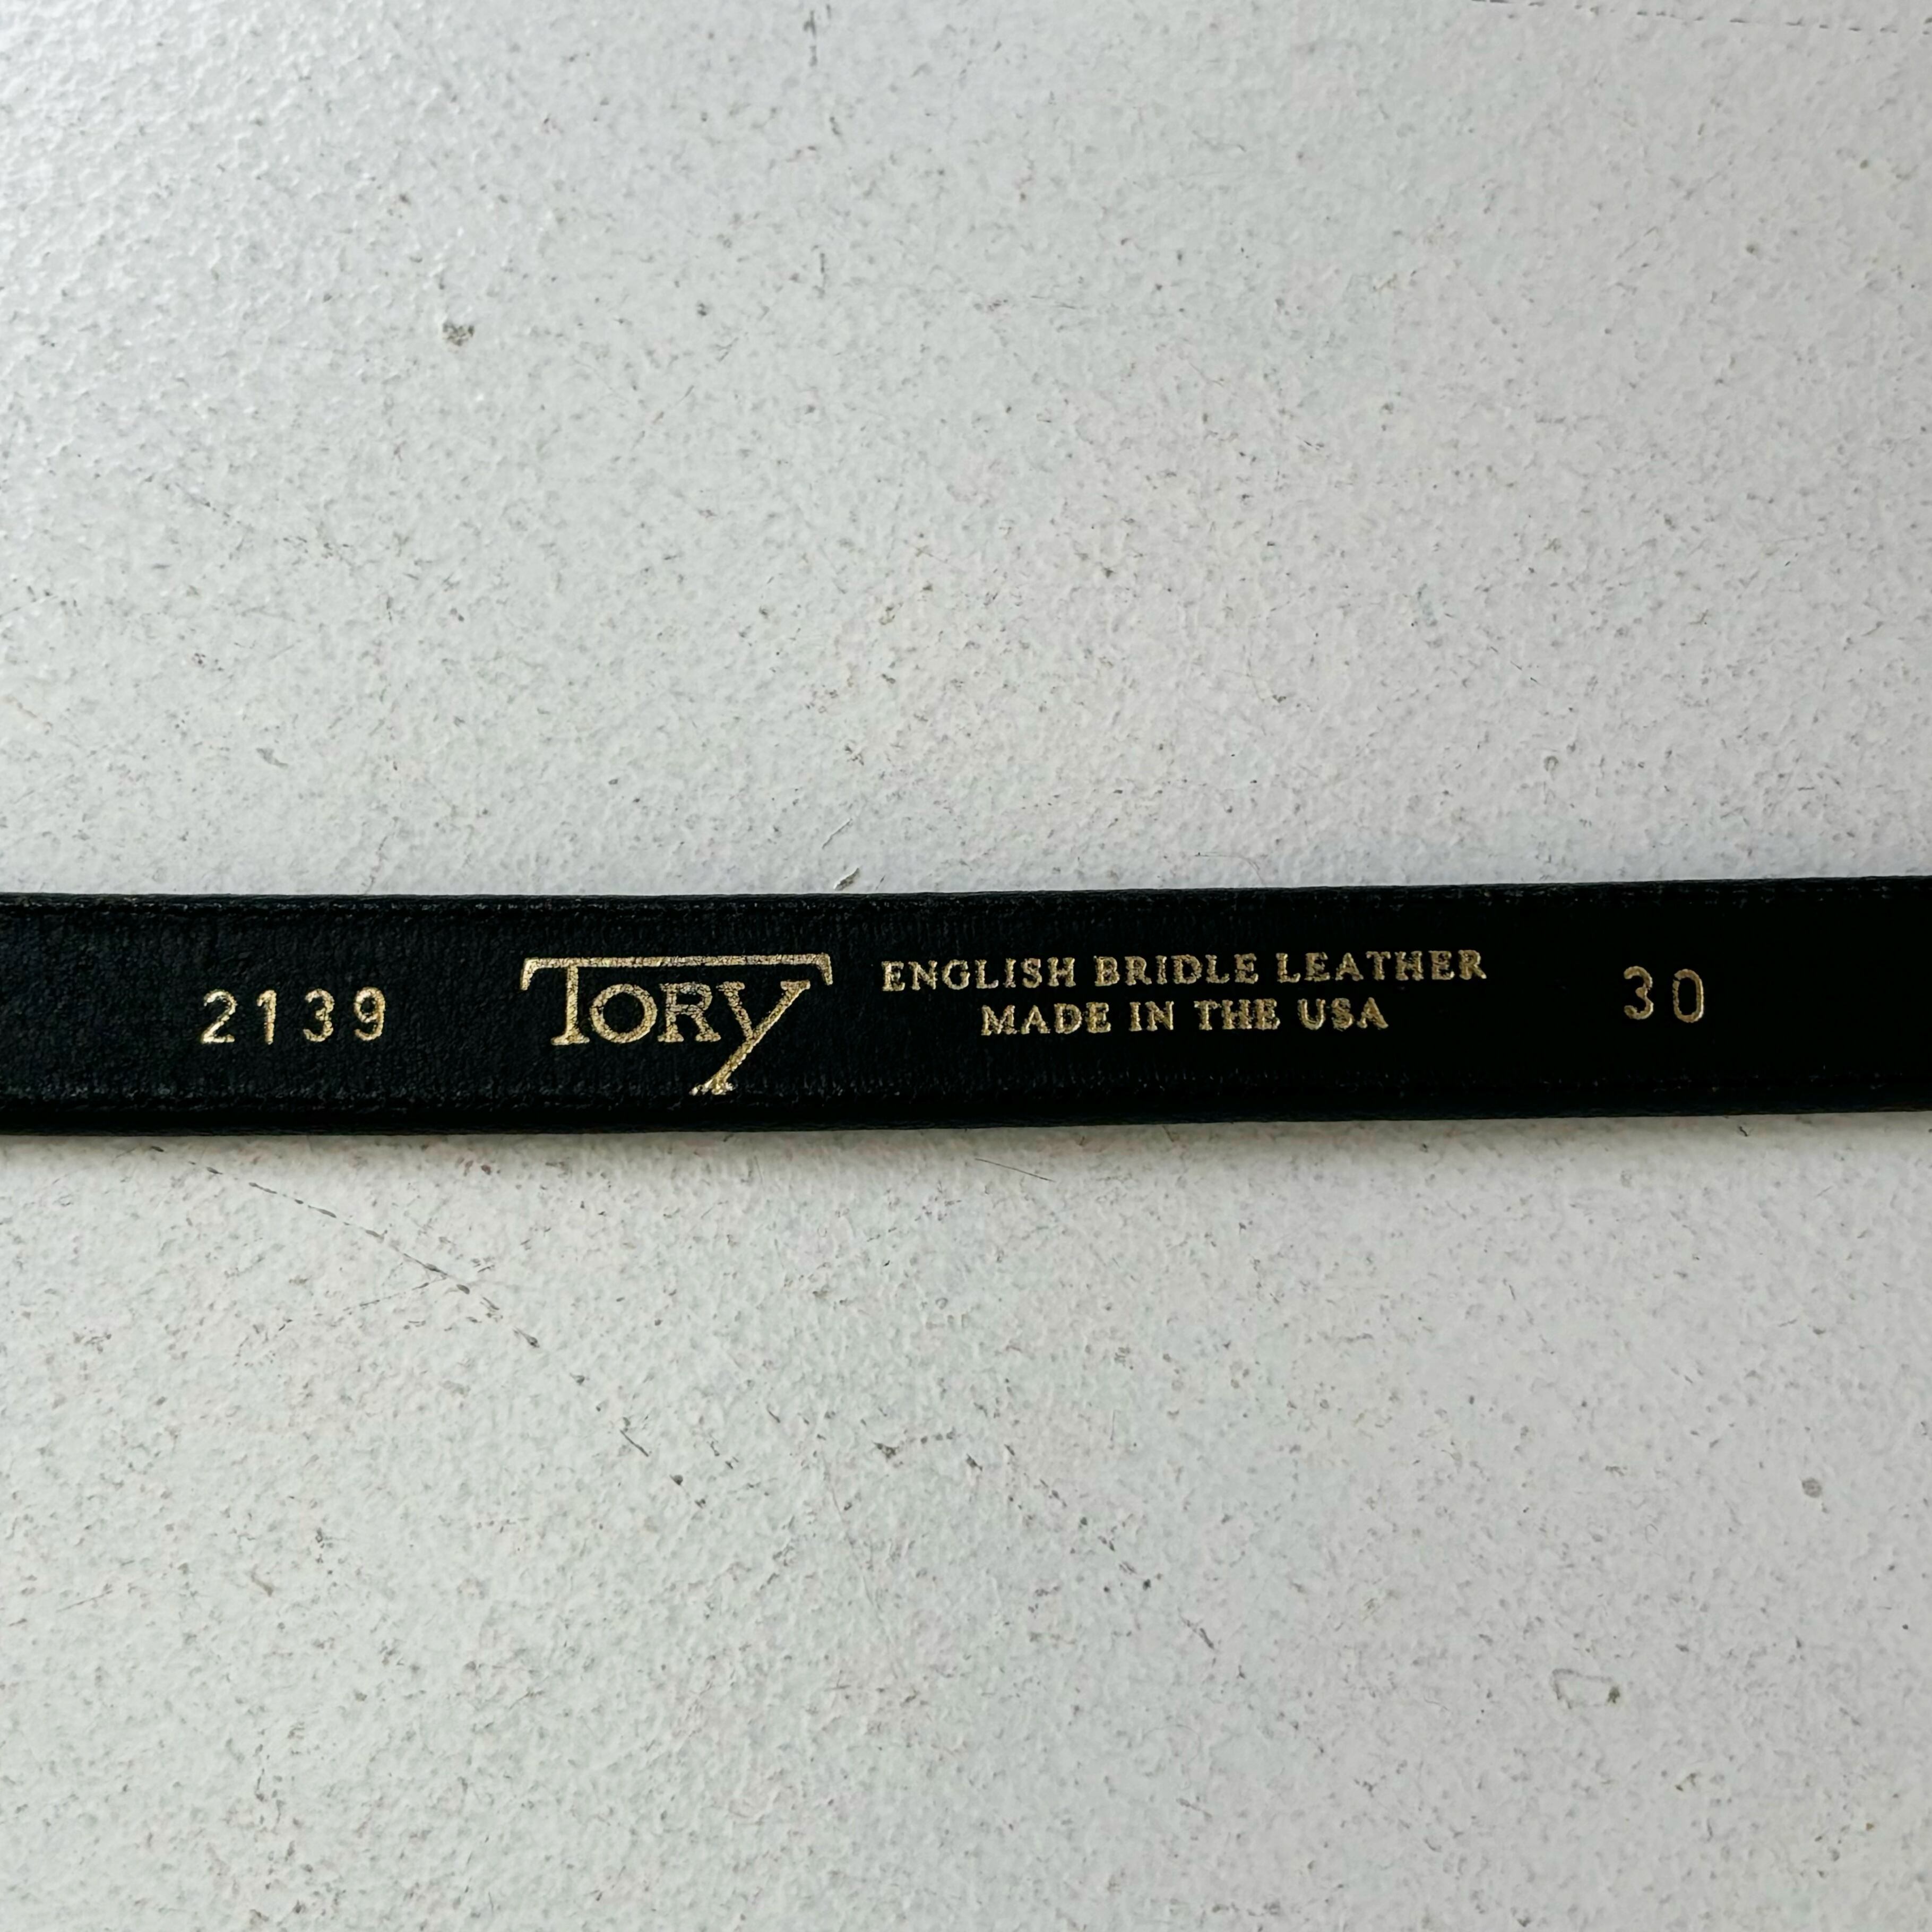 2139
TORY
ENGLISH BRIDLE LEATHER
MADE IN THE USA
30